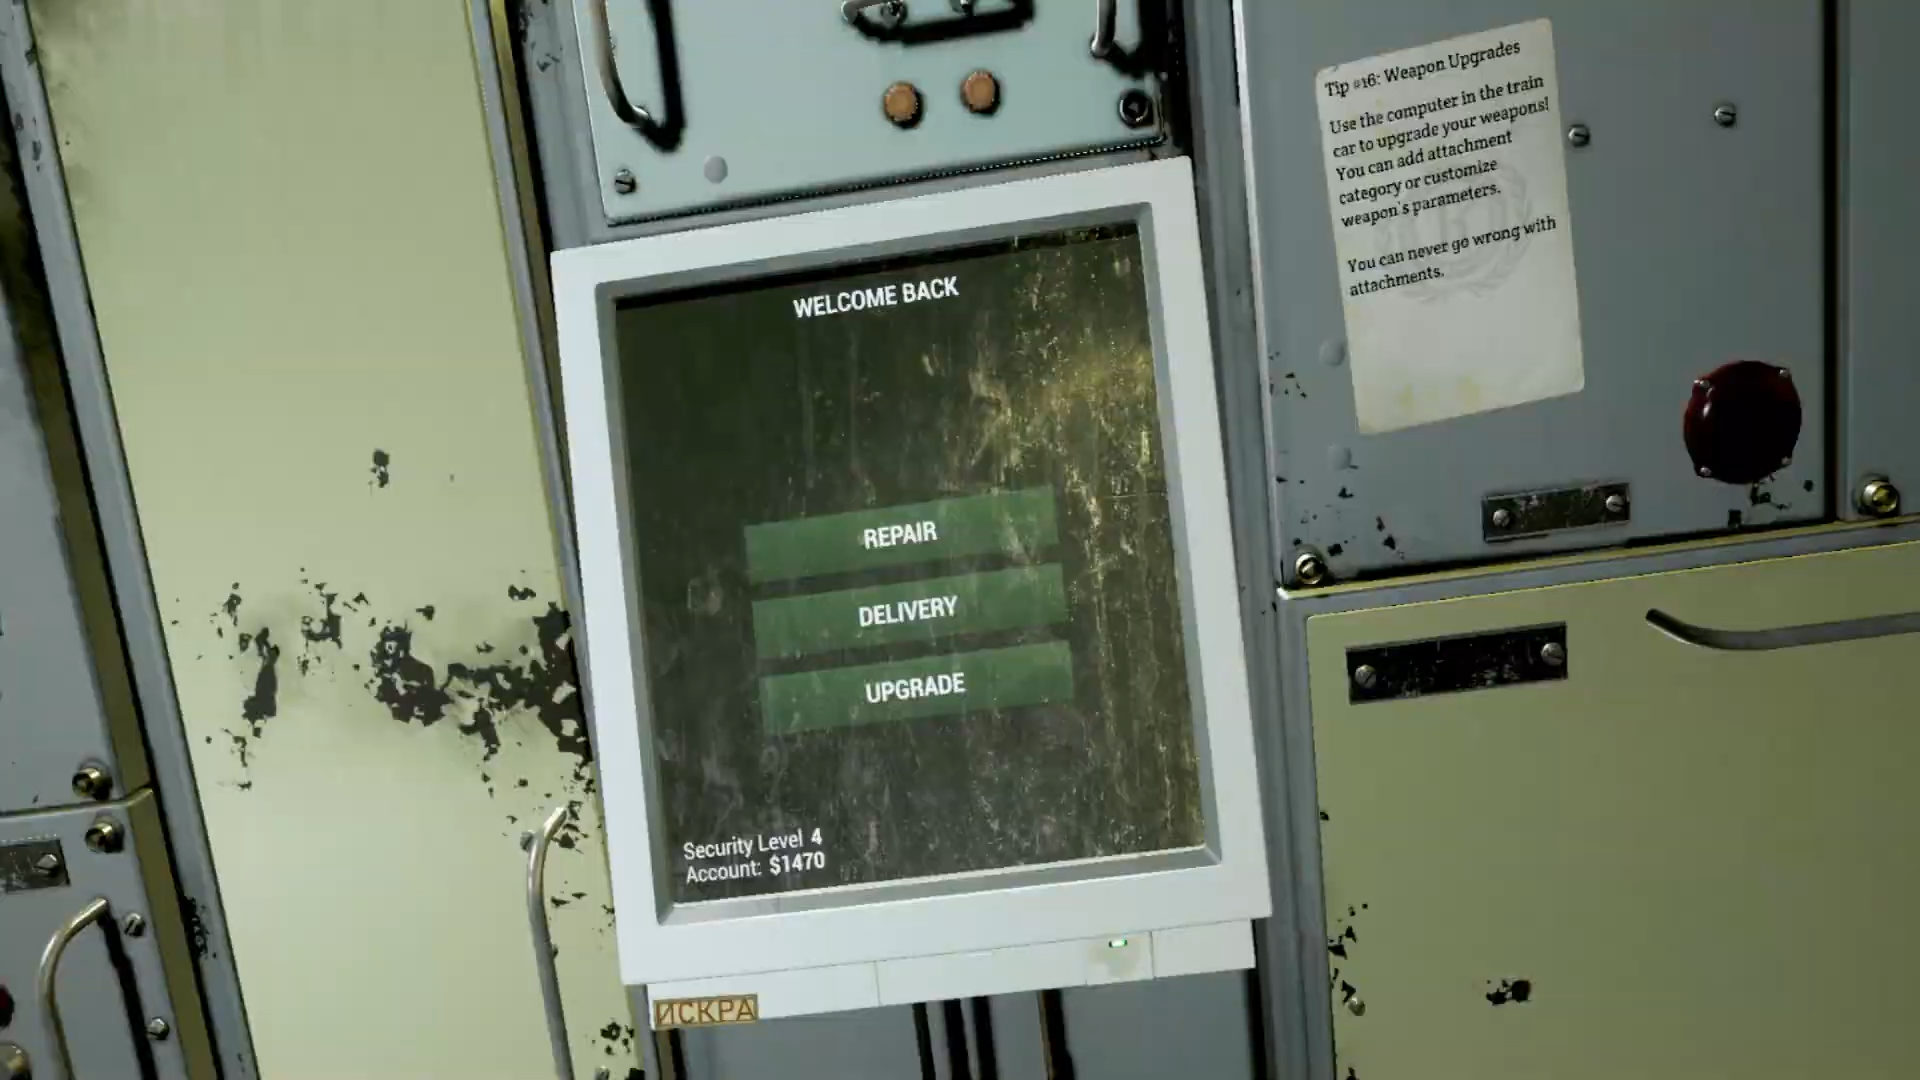 Tip #16: Weapon Upgrades
Use the computer in the train
car to upgrade your weapons!
You can add attachment
category or customize
weapon's parameters.
You can never go wrong with
attachments.
WELCOME BACK
REPAIR
DELIVERY
UPGRADE
Security Level 4
Account: $1470
ИСКРА